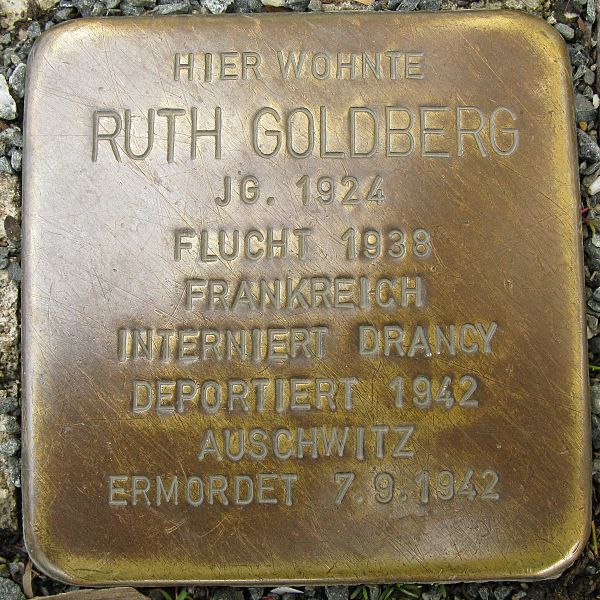 HIER WOHNTE
RUTH GOLDBERG
JG. 1924
FLUCHT 1938
FRANKREICH
INTERNIERT DRANCY
DEPORTIERT 1942
AUSCHWITZ
ERMORDET 7.9.1942